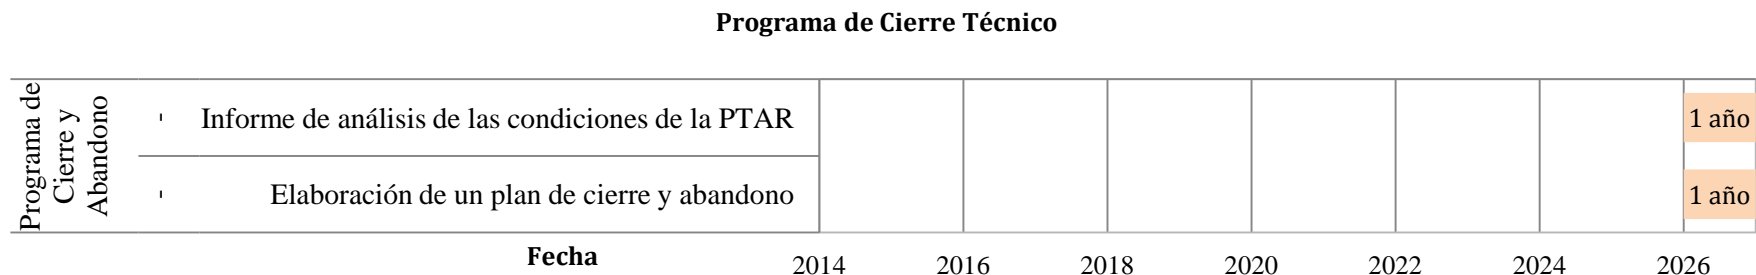 Programa de Cierre Técnico
Programa de
Cierre y
Abandono
Informe de análisis de las condiciones de la PTAR
1 año
Elaboración de un plan de cierre y abandono
1 año
Fecha
2014 2016 2018 2020 2022 2024 2026